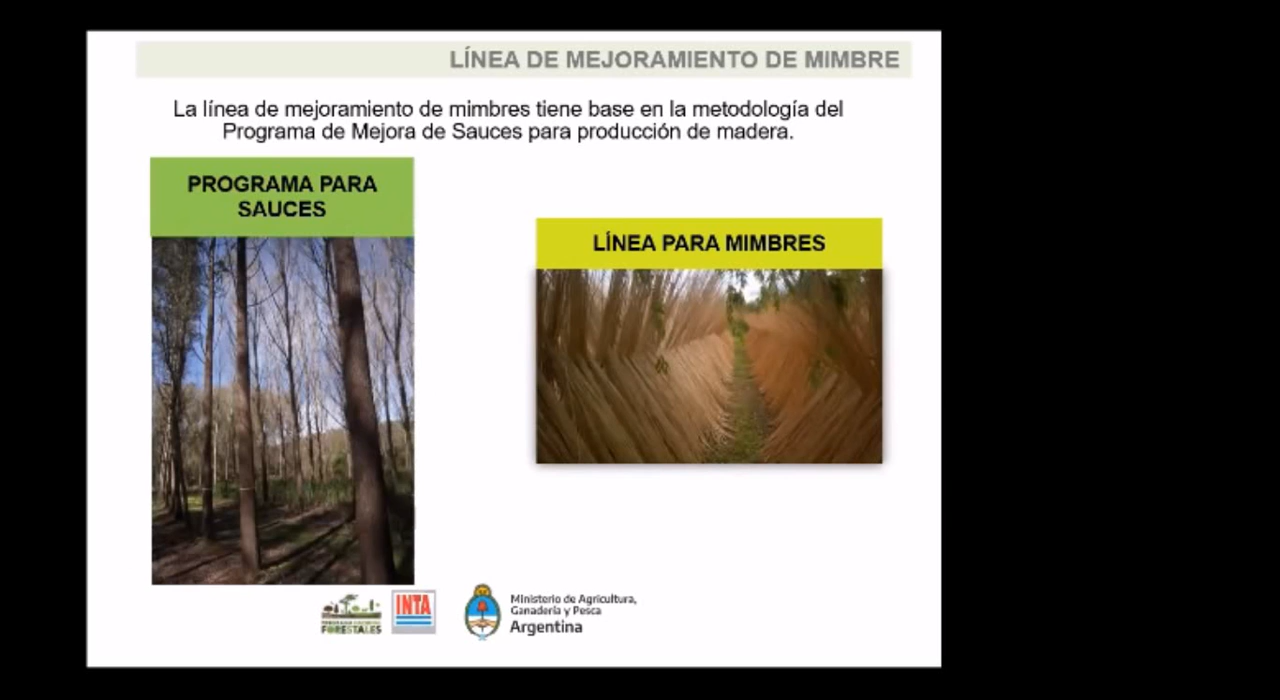 LÍNEA DE MEJORAMIENTO DE MIMBRE
La línea de mejoramiento de mimbres tiene base en la metodología del
Programa de Mejora de Sauces para producción de madera.
PROGRAMA PARA
SAUCES
LÍNEA PARA MIMBRES
FORESTALES
INTA
Ministerio de Agricultura,
Ganadería y Pesca
Argentina